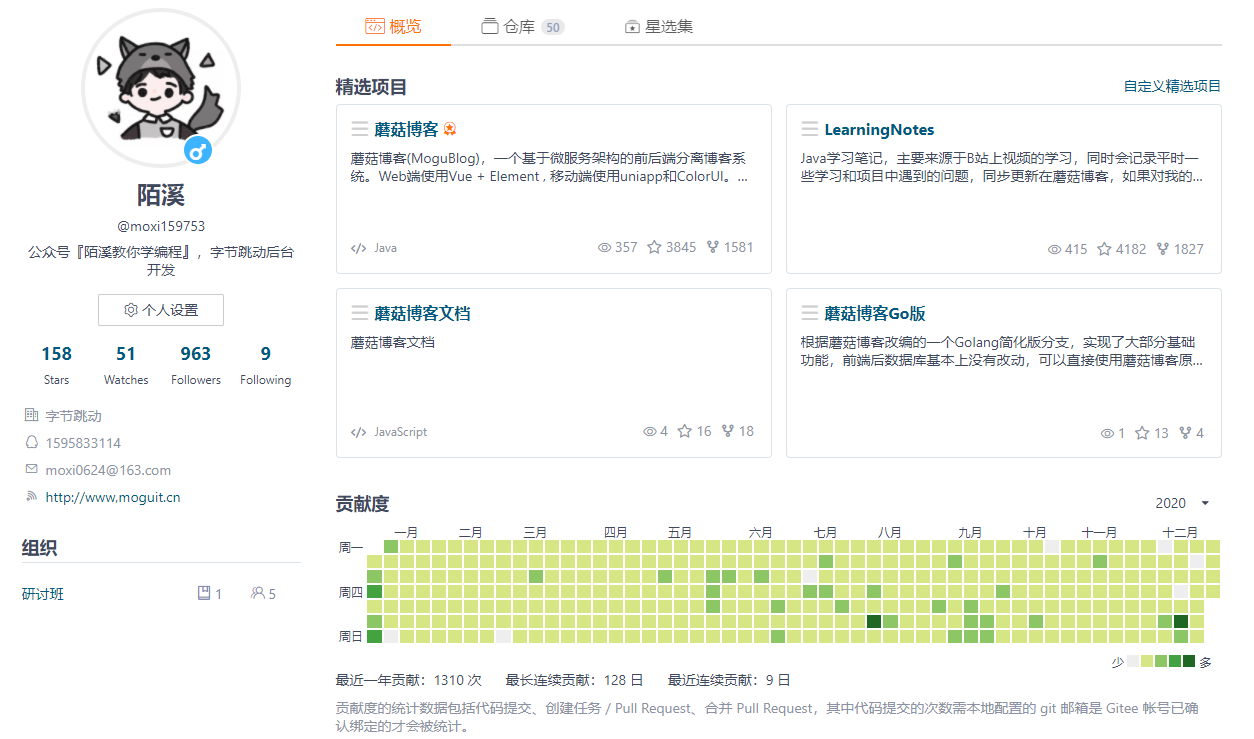 陌溪
@moxi159753
公众号『陌溪教你学编程』，字节跳动后台
开发
个人设置
158 51 963 9
Stars Watches Followers Following
字节跳动
1595833114
moxi0624@163.com
http://www.moguit.cn
组织
研讨班 1 5
概览 仓库 50 星选集
精选项目 自定义精选项目
蘑菇博客
蘑菇博客(MoguBlog)，一个基于微服务架构的前后端分离博客系
统。Web端使用Vue + Element , 移动端使用uniapp和ColorUI。...
Java 357 3845 1581
LearningNotes
Java学习笔记，主要来源于B站上视频的学习，同时会记录平时一
些学习和项目中遇到的问题，同步更新在蘑菇博客，如果对我的...
415 4182 1827
蘑菇博客文档
蘑菇博客文档
JavaScript 4 16 18
蘑菇博客Go版
根据蘑菇博客改编的一个Golang简化版分支，实现了大部分基础
功能，前端后数据库基本上没有改动，可以直接使用蘑菇博客原...
1 13 4
贡献度 2020
一月 二月 三月 四月 五月 六月 七月 八月 九月 十月 十一月 十二月
周一
周四
周日
少 多
最近一年贡献：1310 次 最长连续贡献：128 日 最近连续贡献：9 日
贡献度的统计数据包括代码提交、创建任务 / Pull Request、合并 Pull Request，其中代码提交的次数需本地配置的 git 邮箱是 Gitee 帐号已确
认绑定的才会被统计。